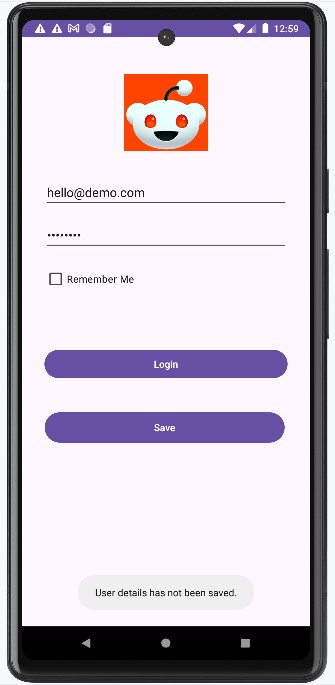 12:59
hello@demo.com
••••••••
Remember Me
Login
Save
User details has not been saved.